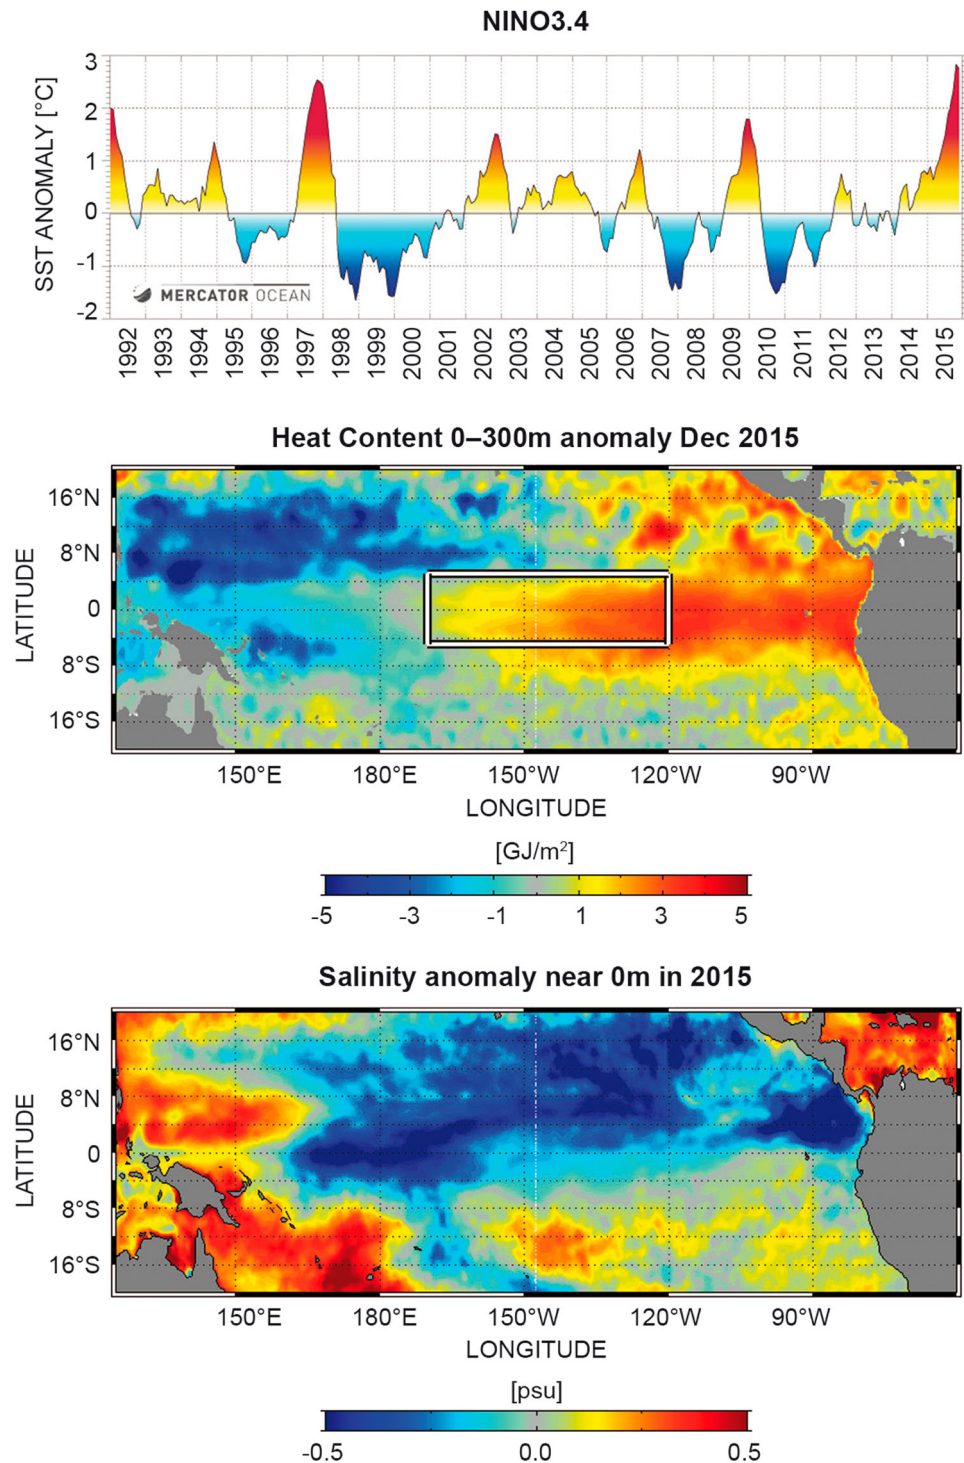 NINO3.4
SST ANOMALY [°C]
3
2
1
0
-1
-2
MERCATOR OCEAN
1992 1993 1994 1995 1996 1997 1998 1999 2000 2001 2002 2003 2004 2005 2006 2007 2008 2009 2010 2011 2012 2013 2014 2015
Heat Content 0–300m anomaly Dec 2015
LATITUDE
16°N
8°N
0
8°S
16°S
150°E 180°E 150°W 120°W 90°W
LONGITUDE
[GJ/m²]
-5 -3 -1 1 3 5
Salinity anomaly near 0m in 2015
LATITUDE
16°N
8°N
0
8°S
16°S
150°E 180°E 150°W 120°W 90°W
LONGITUDE
[psu]
-0.5 0.0 0.5